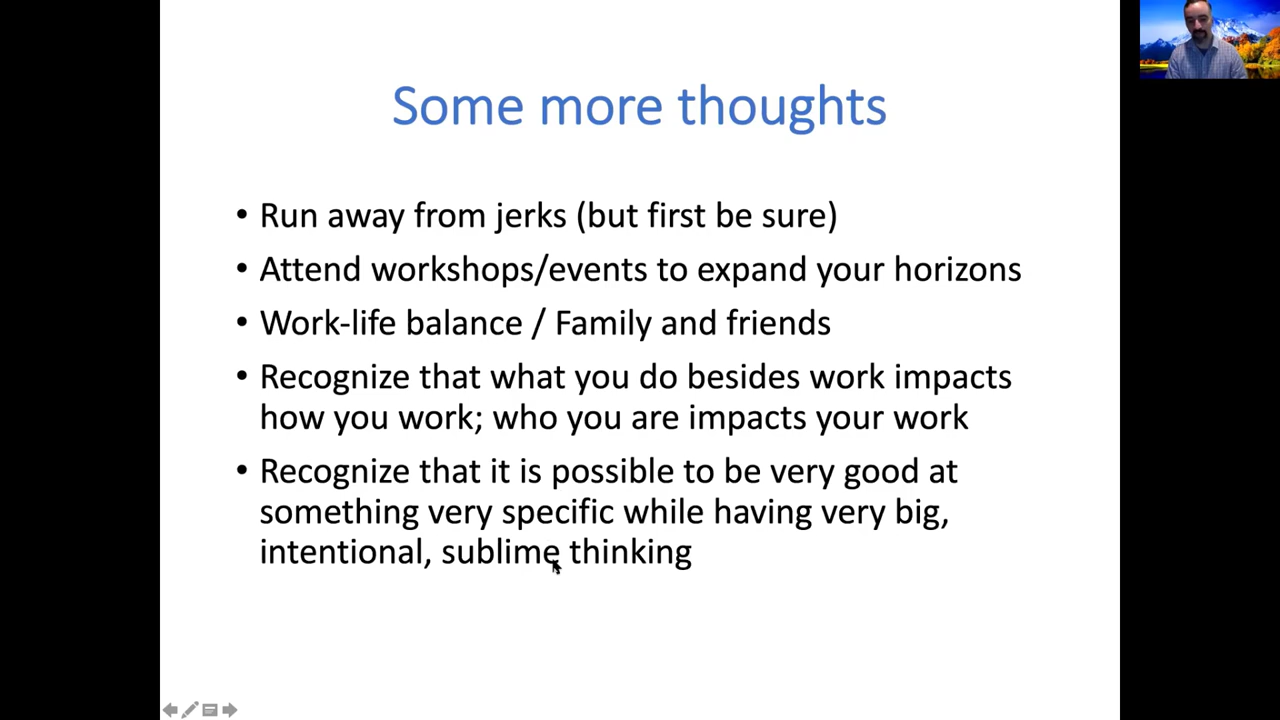 Some more thoughts
• Run away from jerks (but first be sure)
• Attend workshops/events to expand your horizons
• Work-life balance / Family and friends
• Recognize that what you do besides work impacts
how you work; who you are impacts your work
• Recognize that it is possible to be very good at
something very specific while having very big,
intentional, sublime thinking